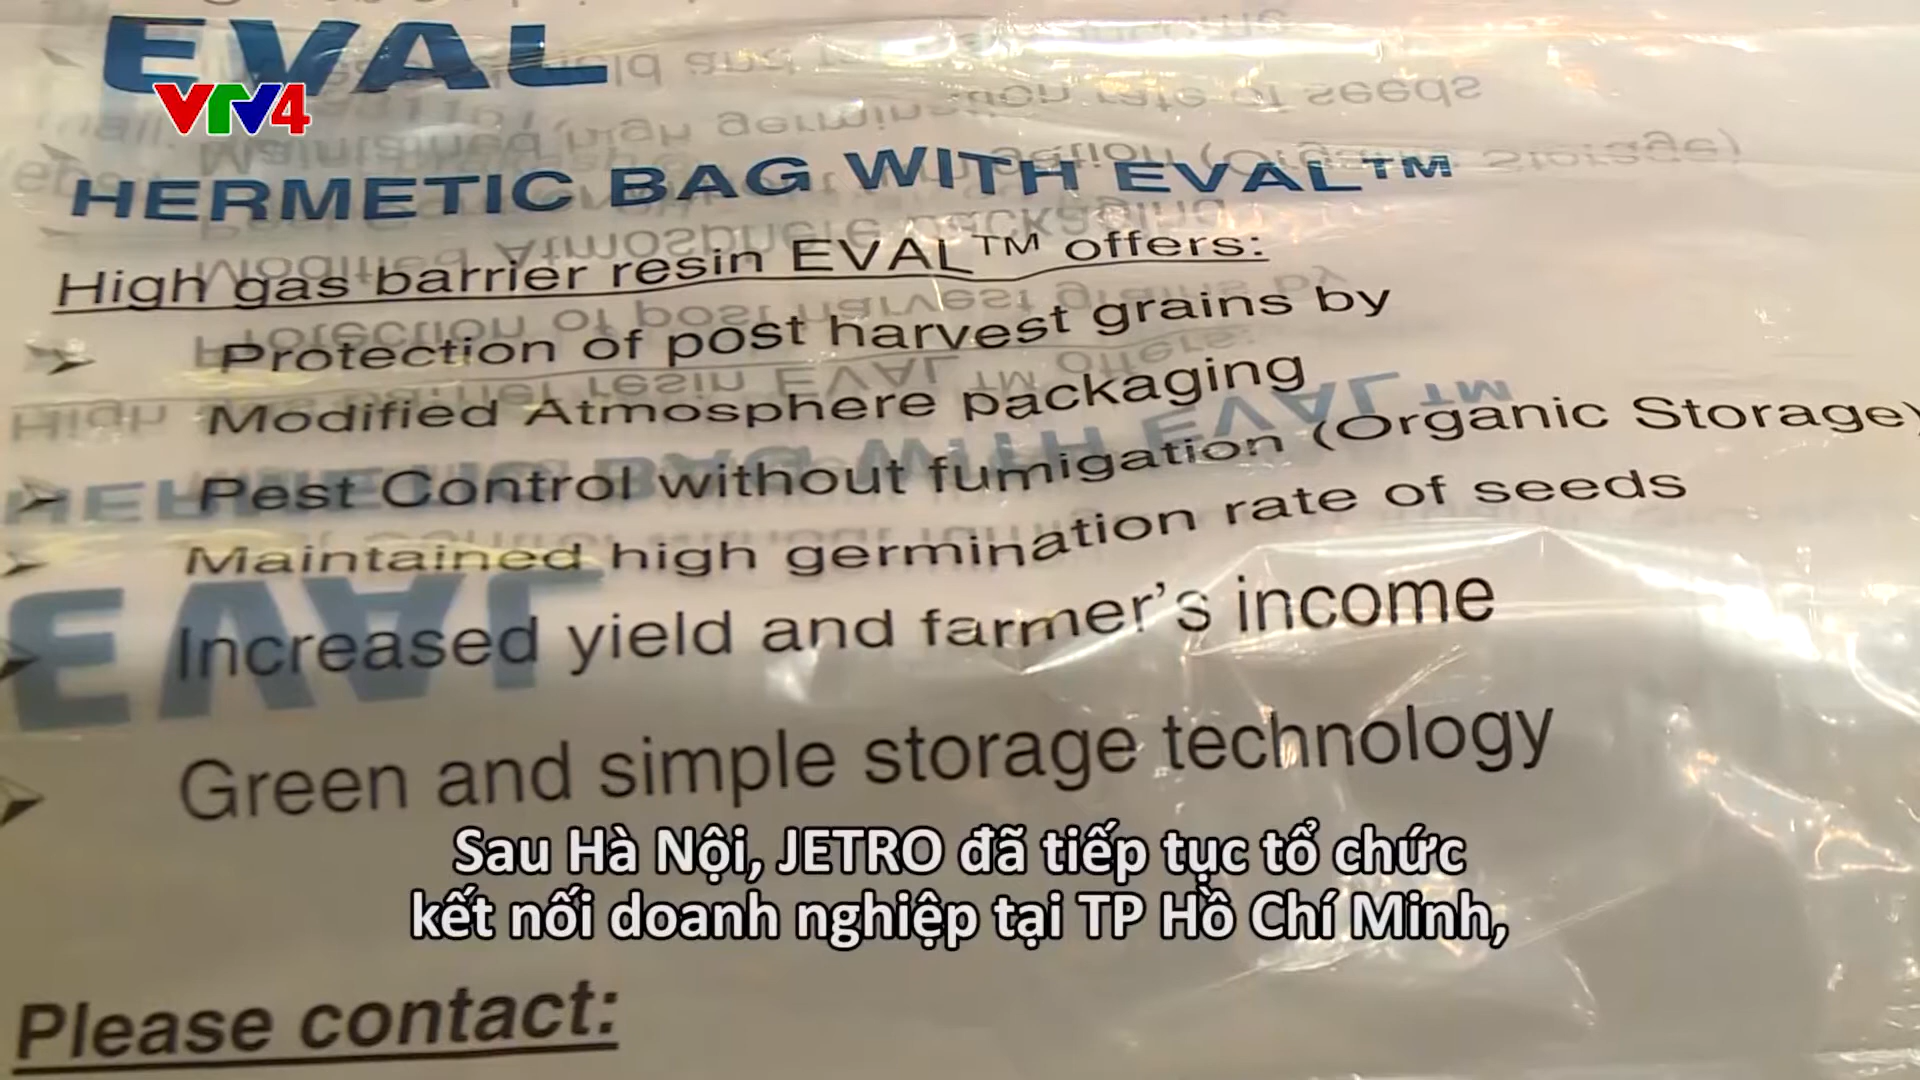 EVAL
VTV4
HERMETIC BAG WITH EVAL™
High gas barrier resin EVAL™ offers:
➢ Protection of post harvest grains by
Modified Atmosphere packaging
➢ Pest Control without fumigation (Organic Storage)
➢ Maintained high germination rate of seeds
➢ Increased yield and farmer's income
➢ Green and simple storage technology
Sau Hà Nội, JETRO đã tiếp tục tổ chức
kết nối doanh nghiệp tại TP Hồ Chí Minh,
Please contact: